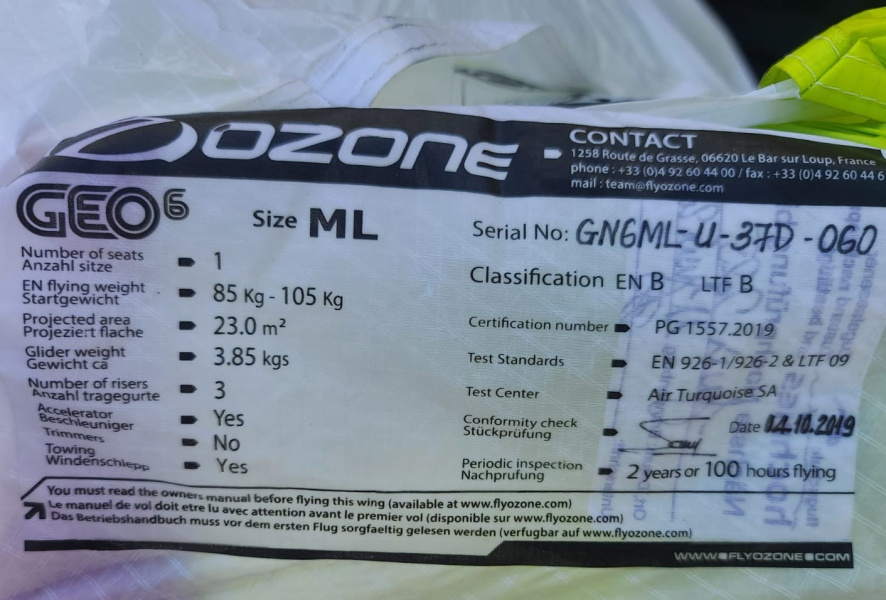 OZONE
CONTACT
1258 Route de Grasse, 06620 Le Bar sur Loup, France
phone : +33 (0)4 92 60 44 00 / fax : +33 (0)4 92 60 44 6
mail : team@flyozone.com
GEO6
Size ML
Serial No: GN6ML-U-37D-060
Number of seats 1
Anzahl sitze
Classification EN B LTF B
EN flying weight 85 Kg - 105 Kg
Startgewicht
Projected area 23.0 m²
Projeziert flache
Certification number PG 1557.2019
Glider weight 3.85 kgs
Gewicht ca
Test Standards EN 926-1/926-2 & LTF 09
Number of risers 3
Anzahl tragegurte
Test Center Air Turquoise SA
Accelerator Yes
Beschleuniger
Conformity check Date 14.10.2019
Stückprüfung
Trimmers No
Towing Yes
Windenschlepp
Periodic inspection 2 years or 100 hours flying
Nachprufung
You must read the owners manual before flying this wing (available at www.flyozone.com)
Le manuel de vol doit etre lu avec attention avant le premier vol (disponible sur www.flyozone.com)
Das Betriebshandbuch muss vor dem ersten Flug sorgfaeltig gelesen werden (verfugbar auf www.flyozone.com)
WWW.FLYOZONE.COM